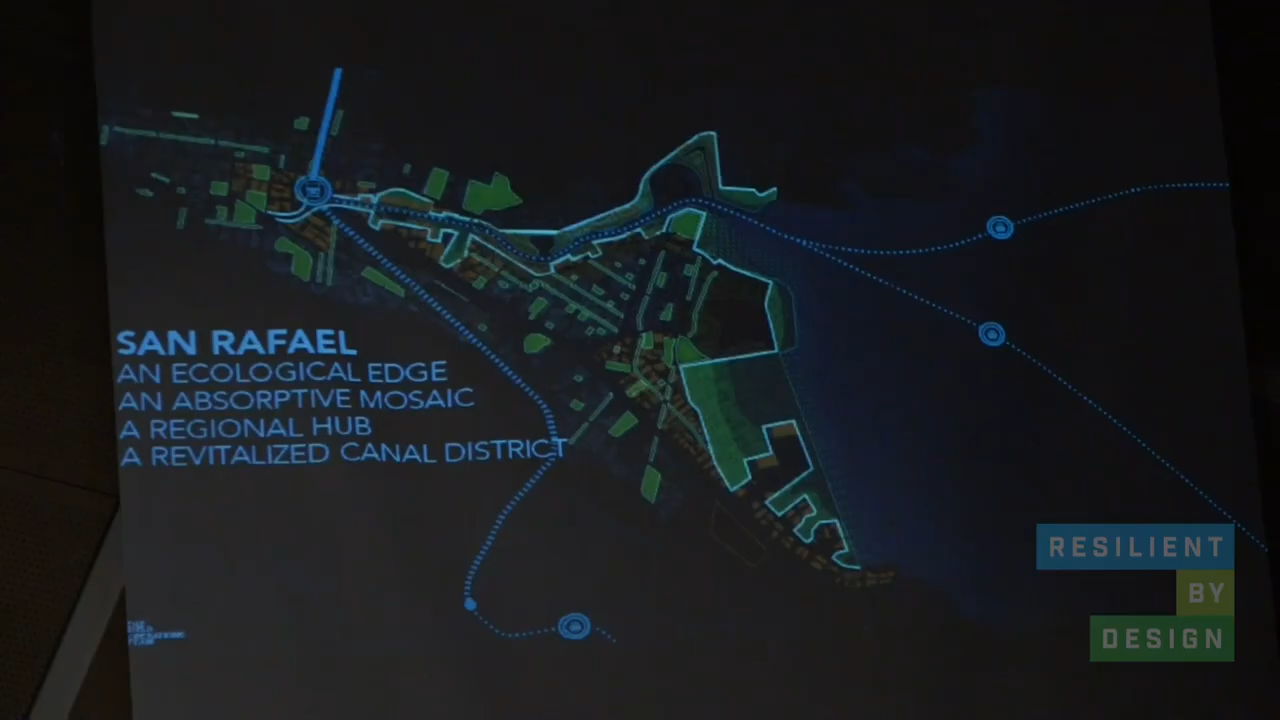 SAN RAFAEL
AN ECOLOGICAL EDGE
AN ABSORPTIVE MOSAIC
A REGIONAL HUB
A REVITALIZED CANAL DISTRICT
RESILIENT
BY
DESIGN